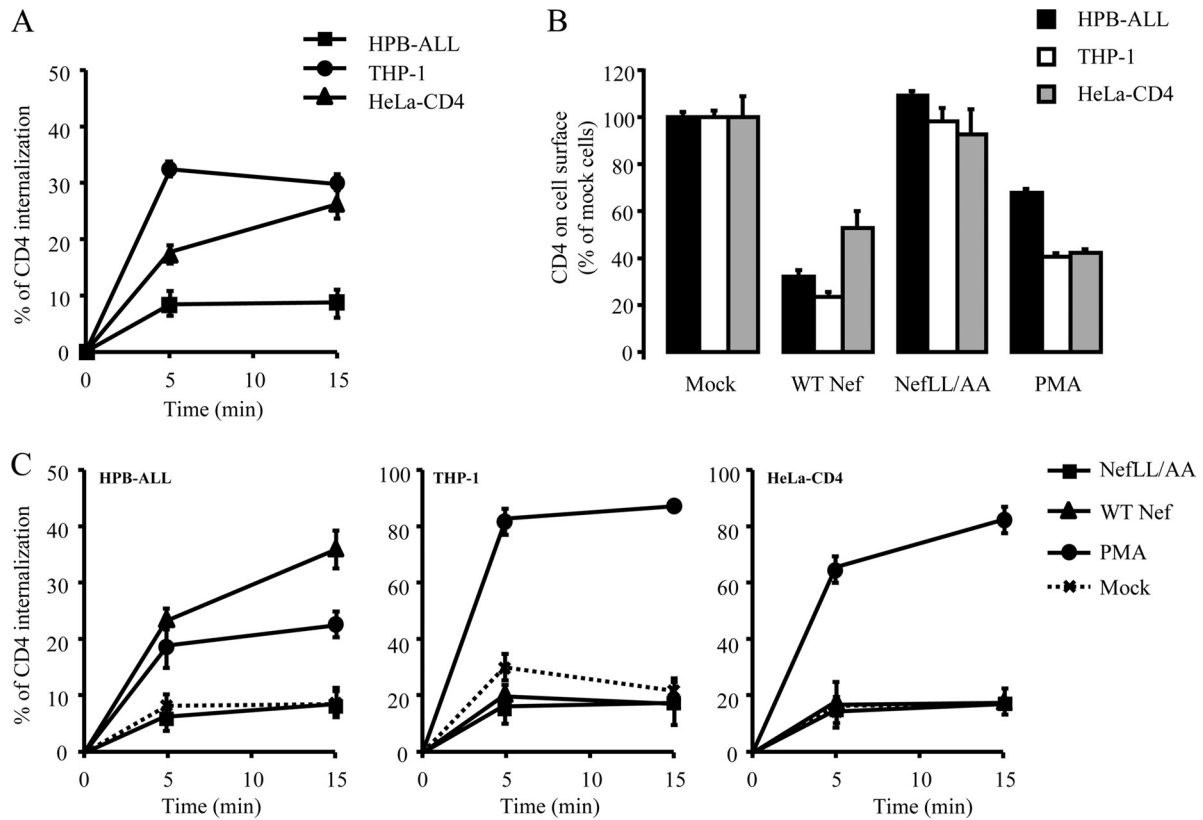 A
HPB-ALL
THP-1
HeLa-CD4
% of CD4 internalization
50
40
30
20
10
0
0 5 10 15
Time (min)
B
HPB-ALL
THP-1
HeLa-CD4
CD4 on cell surface
(% of mock cells)
120
100
80
60
40
20
0
Mock WT Nef NefLL/AA PMA
C
% of CD4 internalization
HPB-ALL
50
40
30
20
10
0
0 5 10 15
Time (min)
THP-1
100
80
60
40
20
0
0 5 10 15
Time (min)
HeLa-CD4
100
80
60
40
20
0
0 5 10 15
Time (min)
NefLL/AA
WT Nef
PMA
Mock